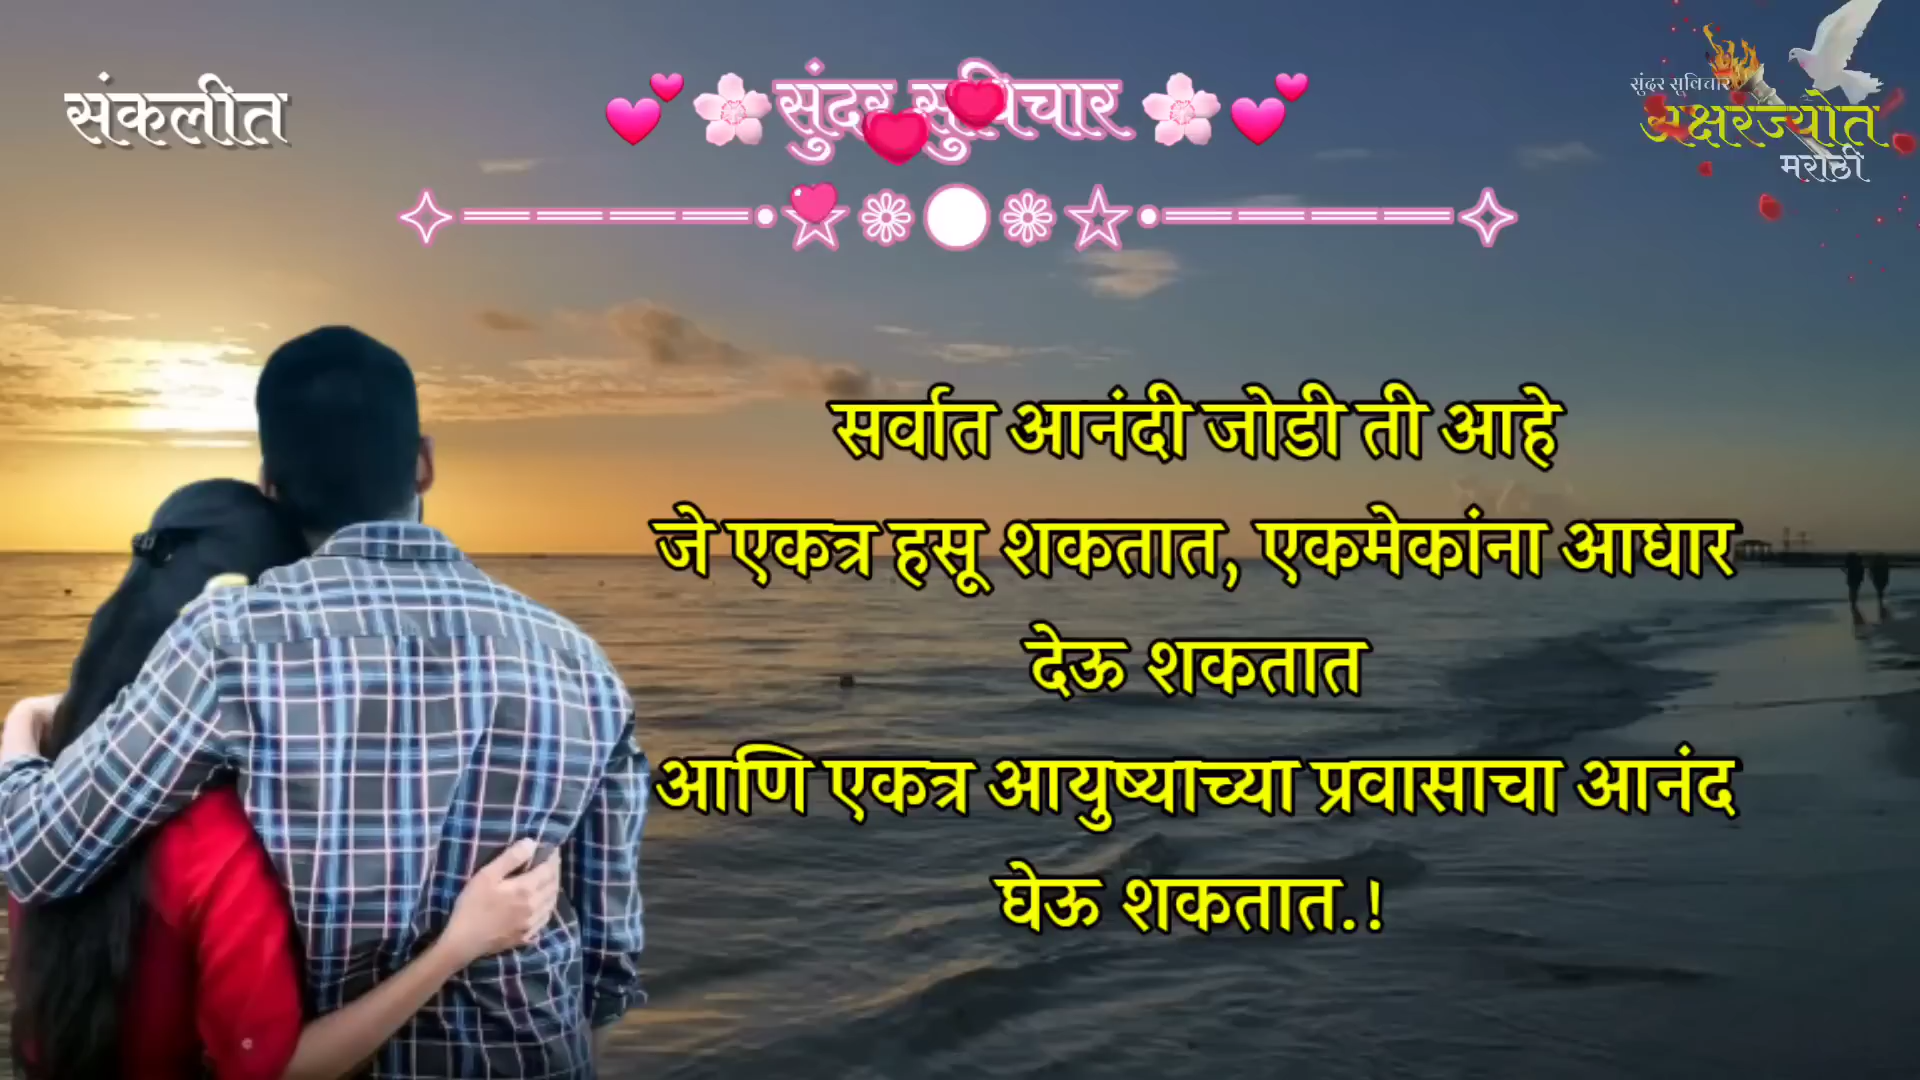 संकलीत
💕🌸सुंदर सुविचार 🌸💕
सुंदर सुविचार
अक्षरज्योत
मराठी
सर्वात आनंदी जोडी ती आहे
जे एकत्र हसू शकतात, एकमेकांना आधार
देऊ शकतात
आणि एकत्र आयुष्याच्या प्रवासाचा आनंद
घेऊ शकतात.!